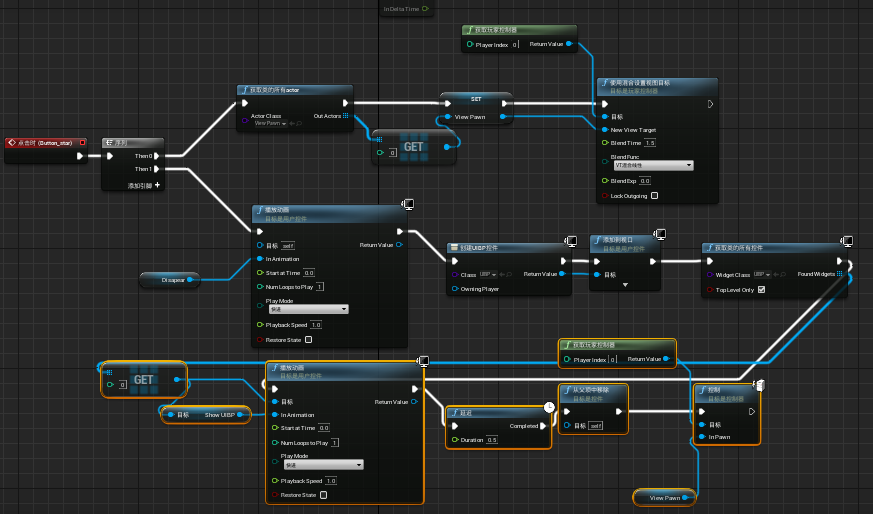 InDeltaTime
获取玩家控制器
Player Index 0
Return Value
使用混合设置视图目标
目标是玩家控制器
目标
New View Target
Blend Time 1.5
Blend Func
VT混合线性
Blend Exp 0.0
Lock Outgoing
获取类的所有actor
Actor Class
View Pawn
Out Actors
SET
View Pawn
0
GET
点击时 (Button_star)
序列
Then 0
Then 1
添加引脚
播放动画
目标是用户控件
目标 self
Return Value
In Animation
Start at Time 0.0
Num Loops to Play 1
Play Mode
快进
Playback Speed 1.0
Restore State
Disapear
创建UIBP控件
Class UIBP
Return Value
Owning Player
添加到视口
目标是用户控件
目标
获取类的所有控件
Widget Class UIBP
Found Widgets
Top Level Only
0
GET
目标
Show UIBP
播放动画
目标是用户控件
目标
Return Value
In Animation
Start at Time 0.0
Num Loops to Play 1
Play Mode
快进
Playback Speed 1.0
Restore State
延迟
Completed
Duration 0.5
获取玩家控制器
Player Index 0
Return Value
从父项中移除
目标是控件
目标 self
控制
目标是控制器
目标
In Pawn
View Pawn